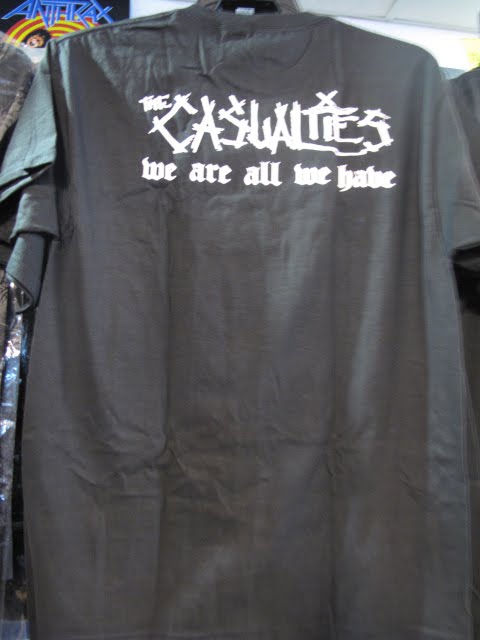 ANTHRAX
THE
CASUALTIES
we are all we have